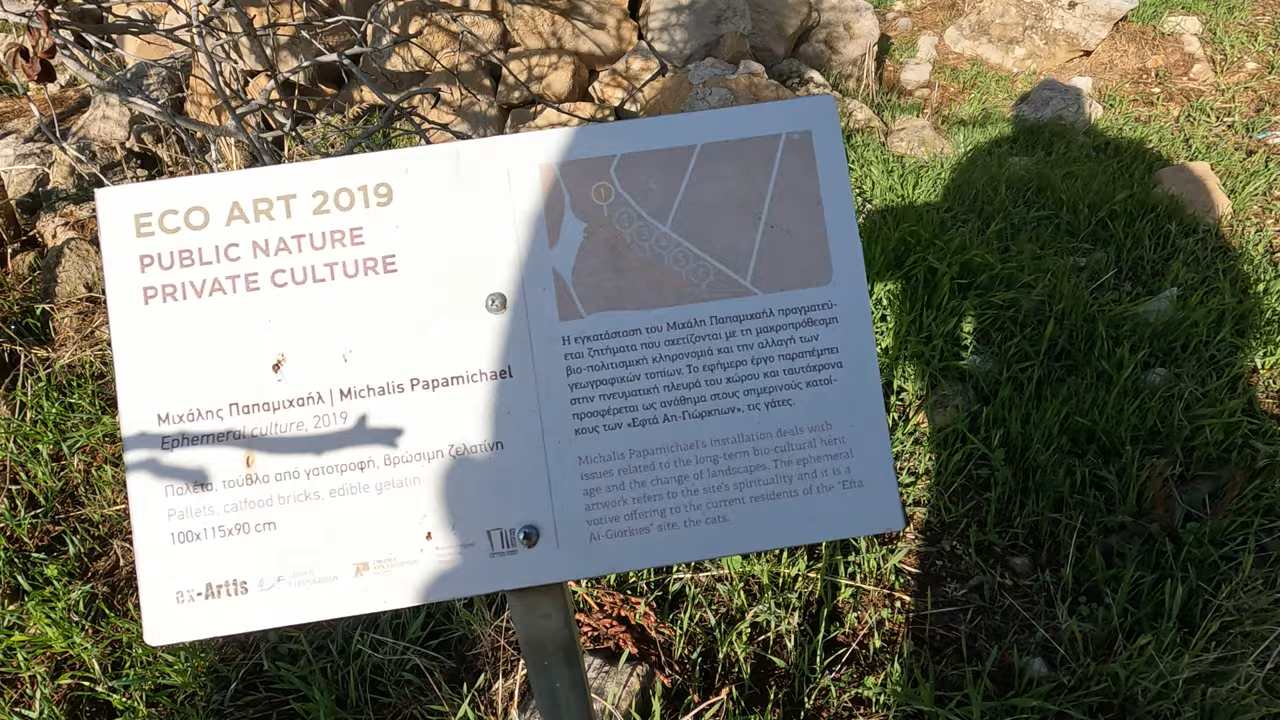 ECO ART 2019
PUBLIC NATURE
PRIVATE CULTURE
Μιχάλης Παπαμιχαήλ | Michalis Papamichael
Ephemeral culture, 2019
Παλέτα, τούβλα από γατοτροφή, βρώσιμη ζελατίνη
Pallets, catfood bricks, edible gelatin
100x115x90 cm
ex-Artis
1
Η εγκατάσταση του Μιχάλη Παπαμιχαήλ πραγματεύ-
εται ζητήματα που σχετίζονται με τη μακροπρόθεσμη
βιο-πολιτισμική κληρονομιά και την αλλαγή των
γεωγραφικών τοπίων. Το εφήμερο έργο παραπέμπει
στην πνευματική πλευρά του χώρου και ταυτόχρονα
προσφέρεται ως ανάθημα στους σημερινούς κατοί-
κους των «Εφτά Αη-Γιώρκηων», τις γάτες.
Michalis Papamichael's installation deals with
issues related to the long-term bio-cultural herit
age and the change of landscapes. The ephemeral
artwork refers to the site's spirituality and it is a
votive offering to the current residents of the "Efta
Ai-Giorkies" site, the cats.